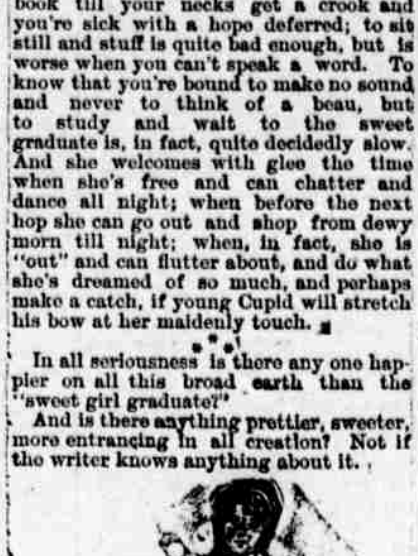 book till your necks get a crook and
you're sick with a hope deferred; to sit
still and stuff is quite bad enough, but is
worse when you can't speak a word. To
know that you're bound to make no sound
and never to think of a beau, but
to study and wait to the sweet
graduate is, in fact, quite decidedly slow.
And she welcomes with glee the time
when she's free and can chatter and
dance all night; when before the next
hop she can go out and shop from dewy
morn till night; when, in fact, she is
"out" and can flutter about, and do what
she's dreamed of so much, and perhaps
make a catch, if young Cupid will stretch
his bow at her maidenly touch.
* * *
In all seriousness is there any one hap-
pier on all this broad earth than the
"sweet girl graduate?"
And is there anything prettier, sweeter,
more entrancing in all creation? Not if
the writer knows anything about it.